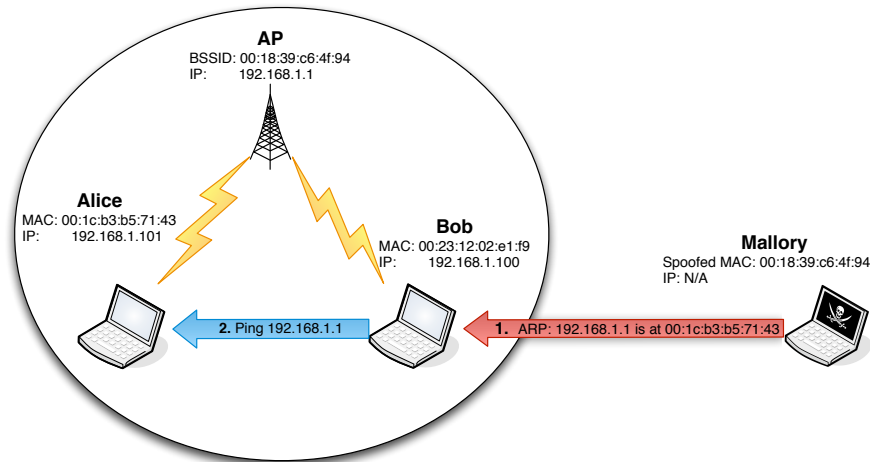 AP
BSSID: 00:18:39:c6:4f:94
IP: 192.168.1.1
Alice
MAC: 00:1c:b3:b5:71:43
IP: 192.168.1.101
Bob
MAC: 00:23:12:02:e1:f9
IP: 192.168.1.100
Mallory
Spoofed MAC: 00:18:39:c6:4f:94
IP: N/A
2. Ping 192.168.1.1
1. ARP: 192.168.1.1 is at 00:1c:b3:b5:71:43